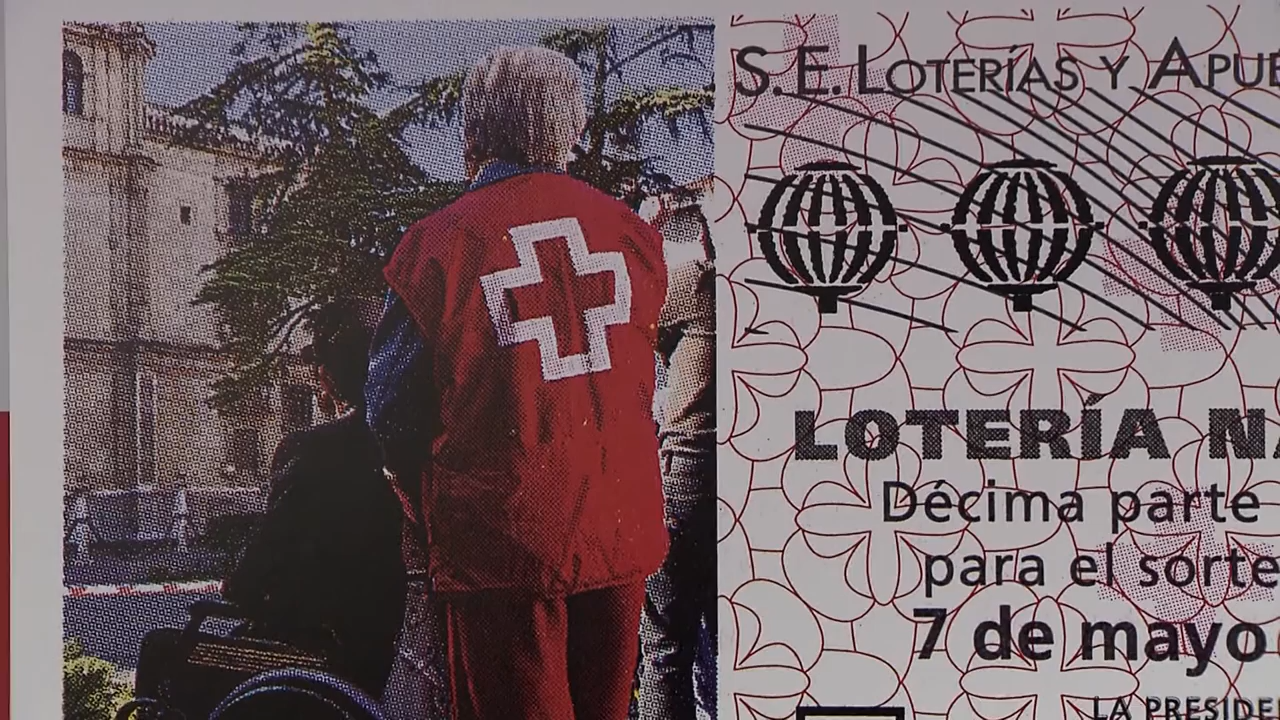 S.E. LOTERÍAS Y APUE
LOTERÍA NA
Décima parte
para el sorte
7 de mayo
LA PRESIDE